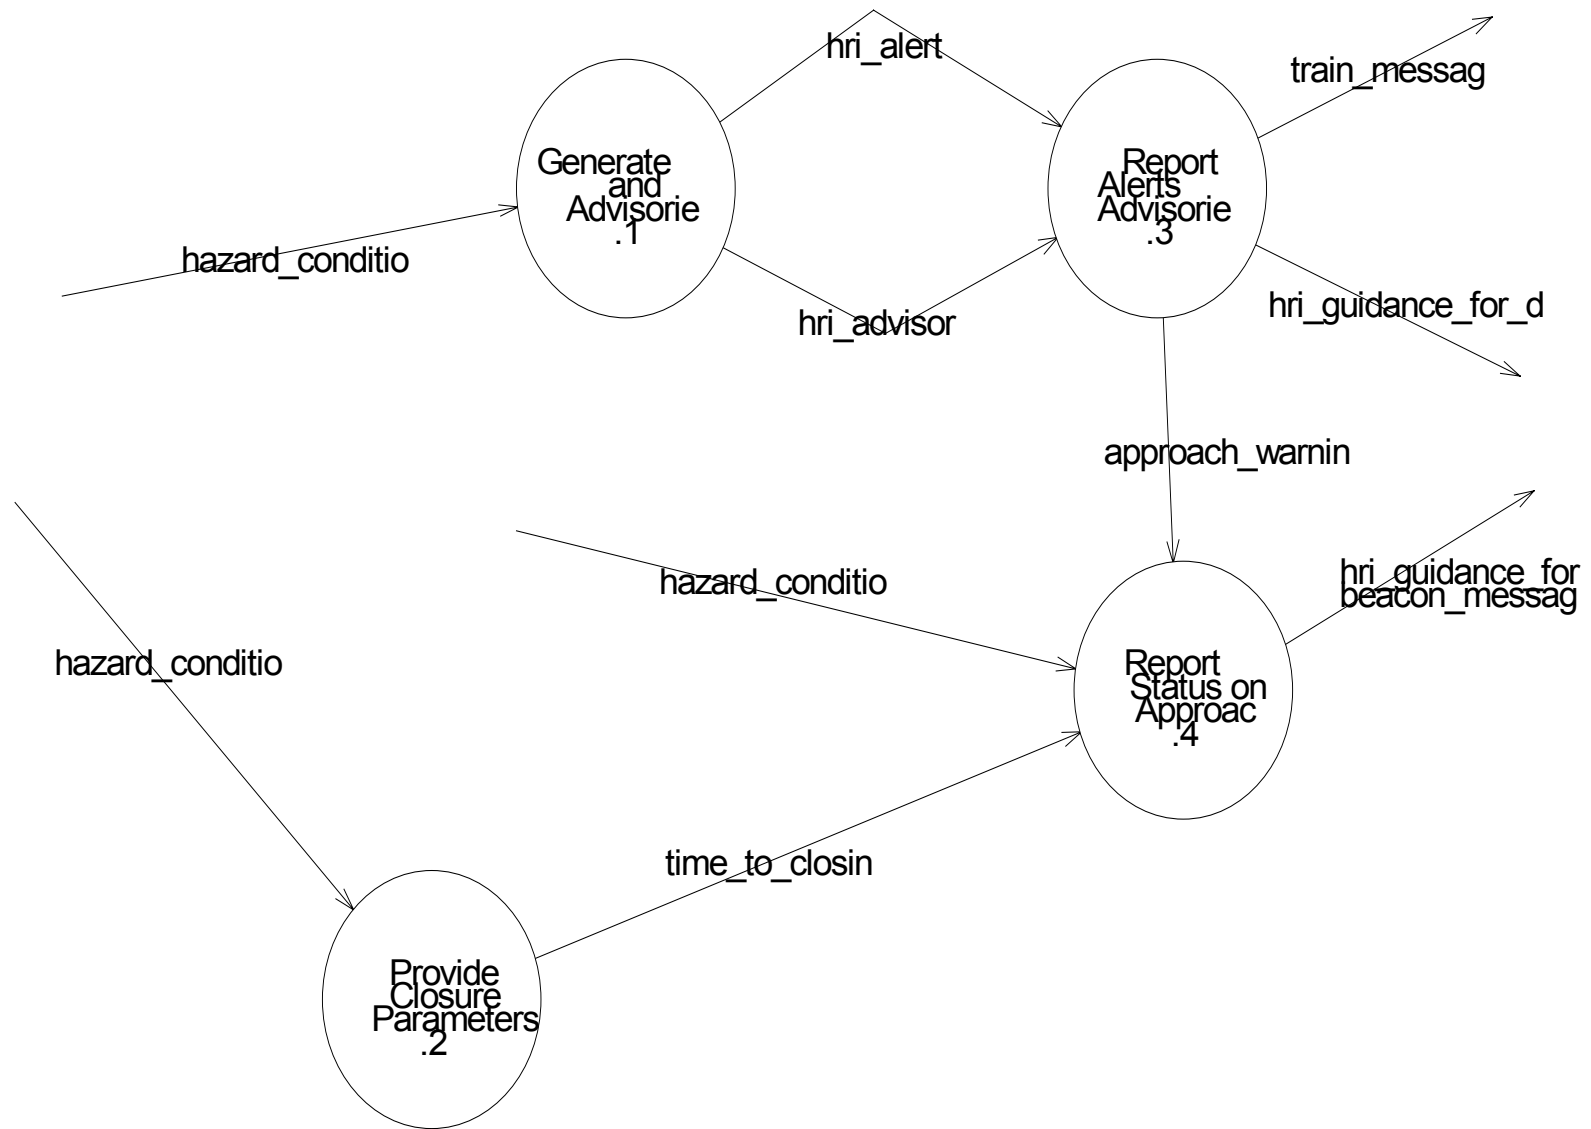 hri_alert
train_messag
Generate
and
Advisorie
.1
Report
Alerts
Advisorie
.3
hazard_conditio
hri_advisor
hri_guidance_for_d
approach_warnin
hazard_conditio
hri_guidance_for
beacon_messag
hazard_conditio
Report
Status on
Approac
.4
time_to_closin
Provide
Closure
Parameters
.2